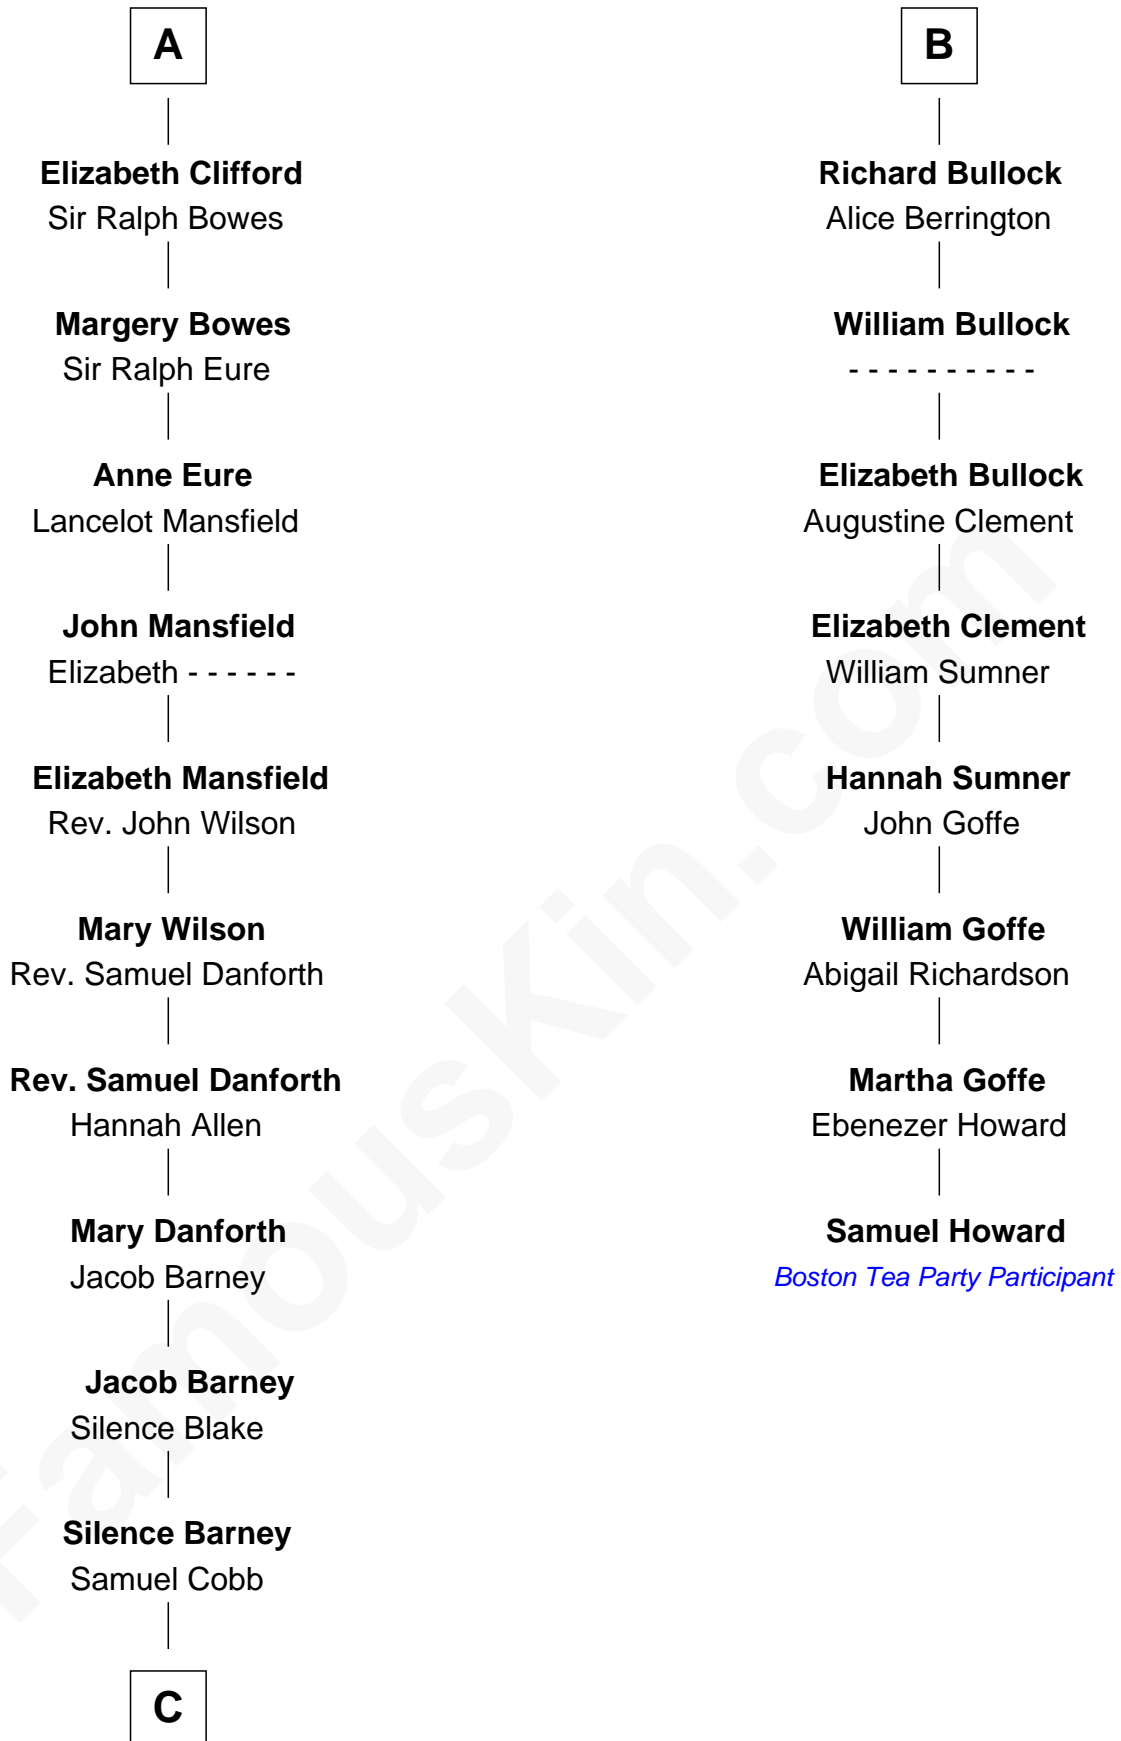 A
Elizabeth Clifford
Sir Ralph Bowes
Margery Bowes
Sir Ralph Eure
Anne Eure
Lancelot Mansfield
John Mansfield
Elizabeth - - - - - -
Elizabeth Mansfield
Rev. John Wilson
Mary Wilson
Rev. Samuel Danforth
Rev. Samuel Danforth
Hannah Allen
Mary Danforth
Jacob Barney
Jacob Barney
Silence Blake
Silence Barney
Samuel Cobb
C
B
Richard Bullock
Alice Berrington
William Bullock
- - - - - - - - - -
Elizabeth Bullock
Augustine Clement
Elizabeth Clement
William Sumner
Hannah Sumner
John Goffe
William Goffe
Abigail Richardson
Martha Goffe
Ebenezer Howard
Samuel Howard
Boston Tea Party Participant
FamousKin.com